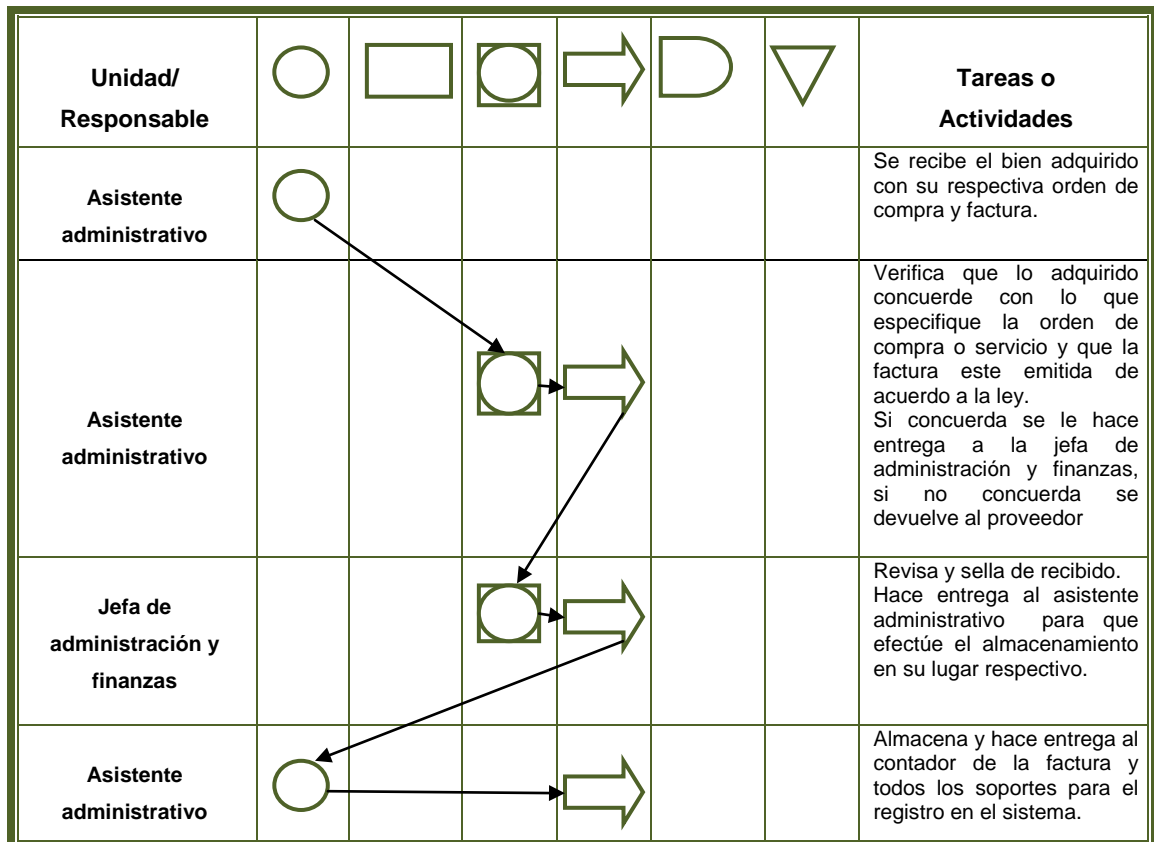 Unidad/
Responsable
Tareas o
Actividades
Asistente
administrativo
Se recibe el bien adquirido
con su respectiva orden de
compra y factura.
Asistente
administrativo
Verifica que lo adquirido
concuerde con lo que
especifique la orden de
compra o servicio y que la
factura este emitida de
acuerdo a la ley.
Si concuerda se le hace
entrega a la jefa de
administración y finanzas,
si no concuerda se
devuelve al proveedor
Jefa de
administración y
finanzas
Revisa y sella de recibido.
Hace entrega al asistente
administrativo para que
efectúe el almacenamiento
en su lugar respectivo.
Asistente
administrativo
Almacena y hace entrega al
contador de la factura y
todos los soportes para el
registro en el sistema.